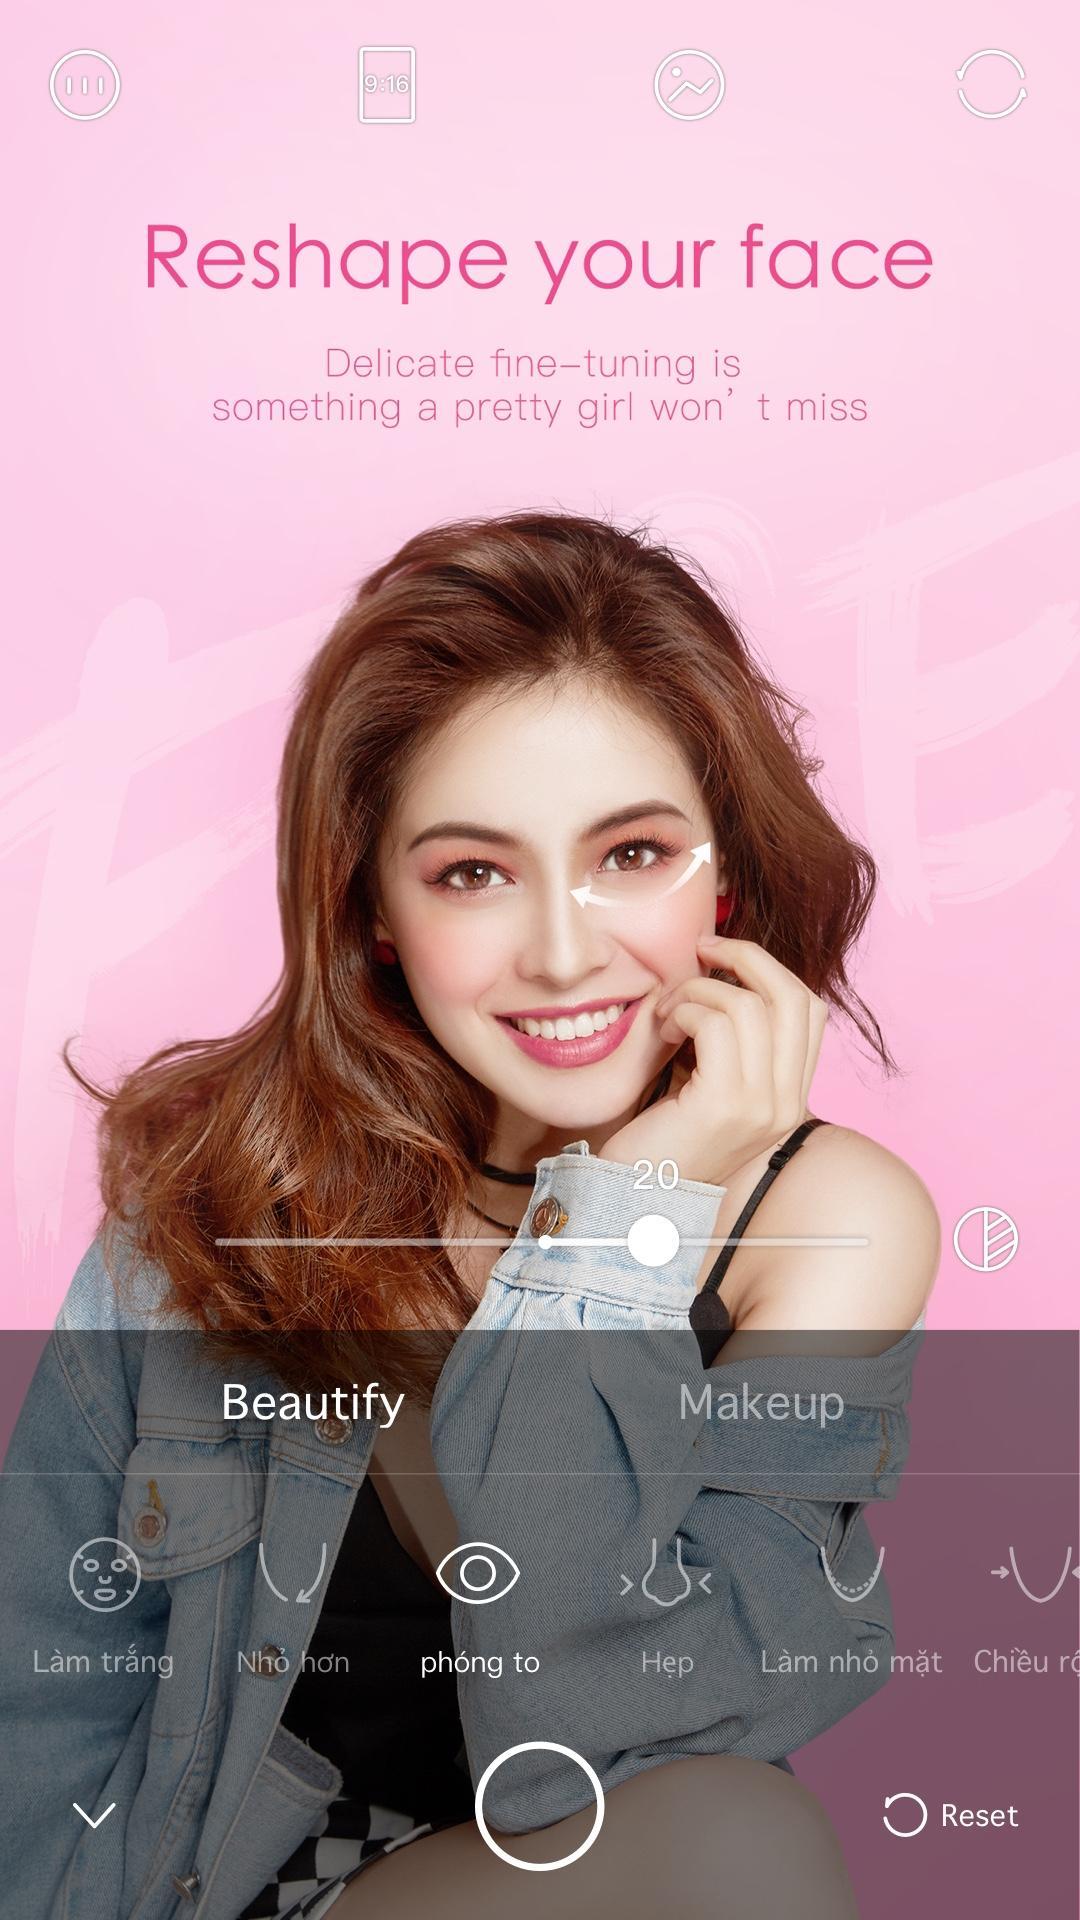 9:16
Reshape your face
Delicate fine-tuning is
something a pretty girl won't miss
20
Beautify
Makeup
Làm trắng
Nhỏ hơn
phóng to
Hẹp
Làm nhỏ mặt
Chiều rộ
Reset